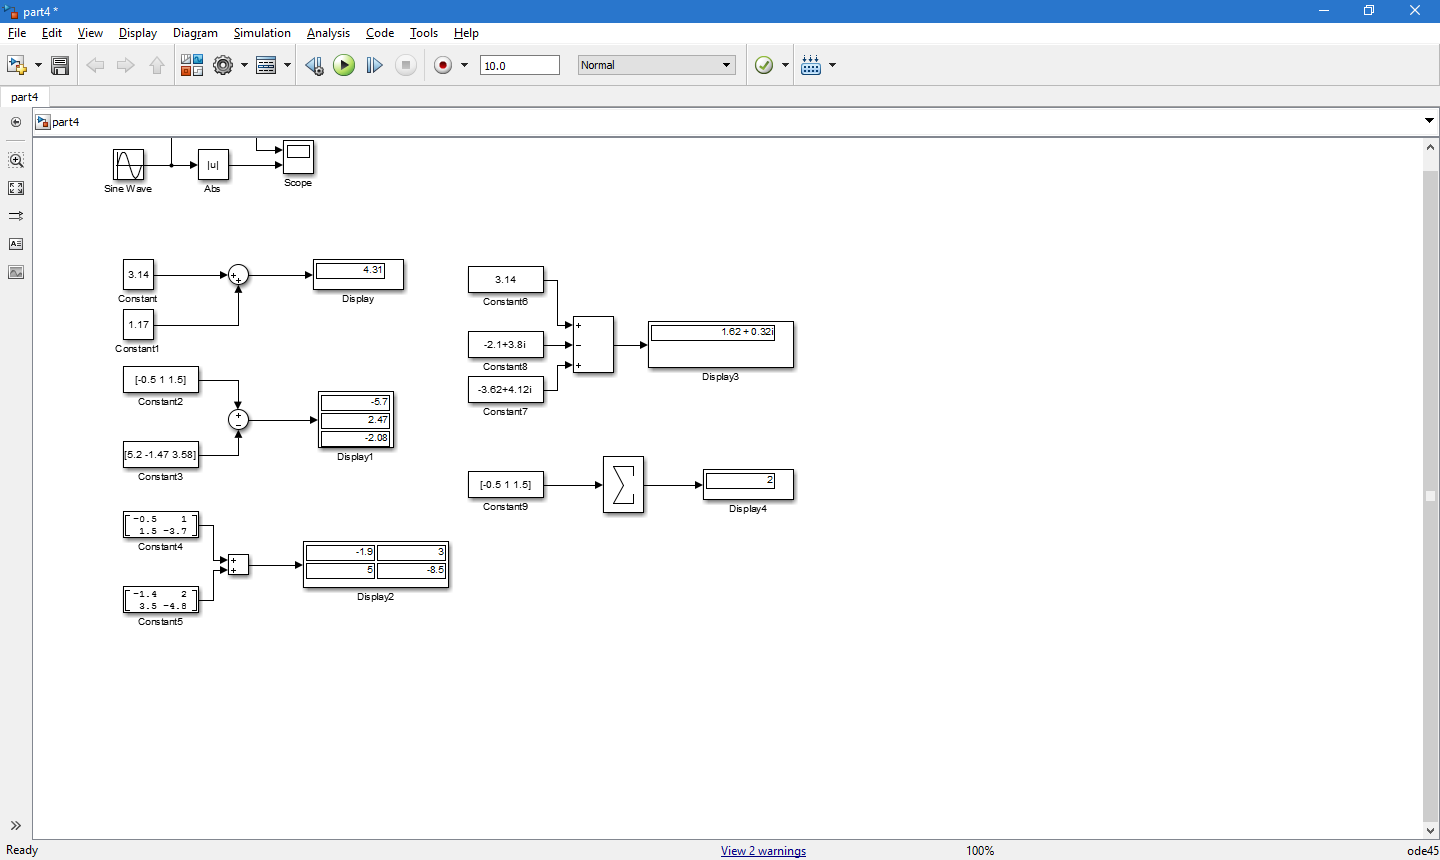 part4 *
File Edit View Display Diagram Simulation Analysis Code Tools Help
10.0 Normal
part4
part4
Sine Wave
|u|
Abs
Scope
3.14
Constant
1.17
Constant1
+
+
4.31
Display
[-0.5 1 1.5]
Constant2
[5.2 -1.47 3.58]
Constant3
+
−
-5.7
2.47
-2.08
Display1
−0.5 1
1.5 −3.7
Constant4
−1.4 2
3.5 −4.8
Constant5
+
+
-1.9 3
5 -8.5
Display2
3.14
Constant6
-2.1+3.8i
Constant8
-3.62+4.12i
Constant7
+
−
+
1.62 + 0.32i
Display3
[-0.5 1 1.5]
Constant9
∑
2
Display4
Ready
View 2 warnings
100%
ode45